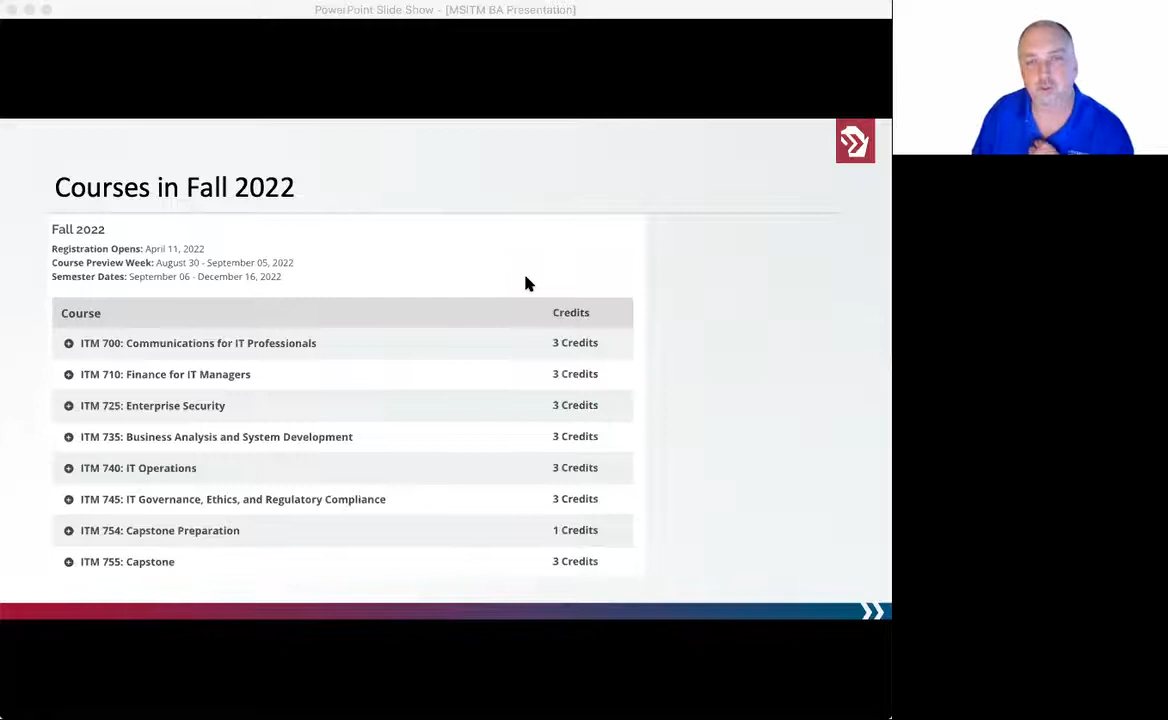 PowerPoint Slide Show - [MSITM BA Presentation]
Courses in Fall 2022
Fall 2022
Registration Opens: April 11, 2022
Course Preview Week: August 30 - September 05, 2022
Semester Dates: September 06 - December 16, 2022
Course Credits
ITM 700: Communications for IT Professionals 3 Credits
ITM 710: Finance for IT Managers 3 Credits
ITM 725: Enterprise Security 3 Credits
ITM 735: Business Analysis and System Development 3 Credits
ITM 740: IT Operations 3 Credits
ITM 745: IT Governance, Ethics, and Regulatory Compliance 3 Credits
ITM 754: Capstone Preparation 1 Credits
ITM 755: Capstone 3 Credits